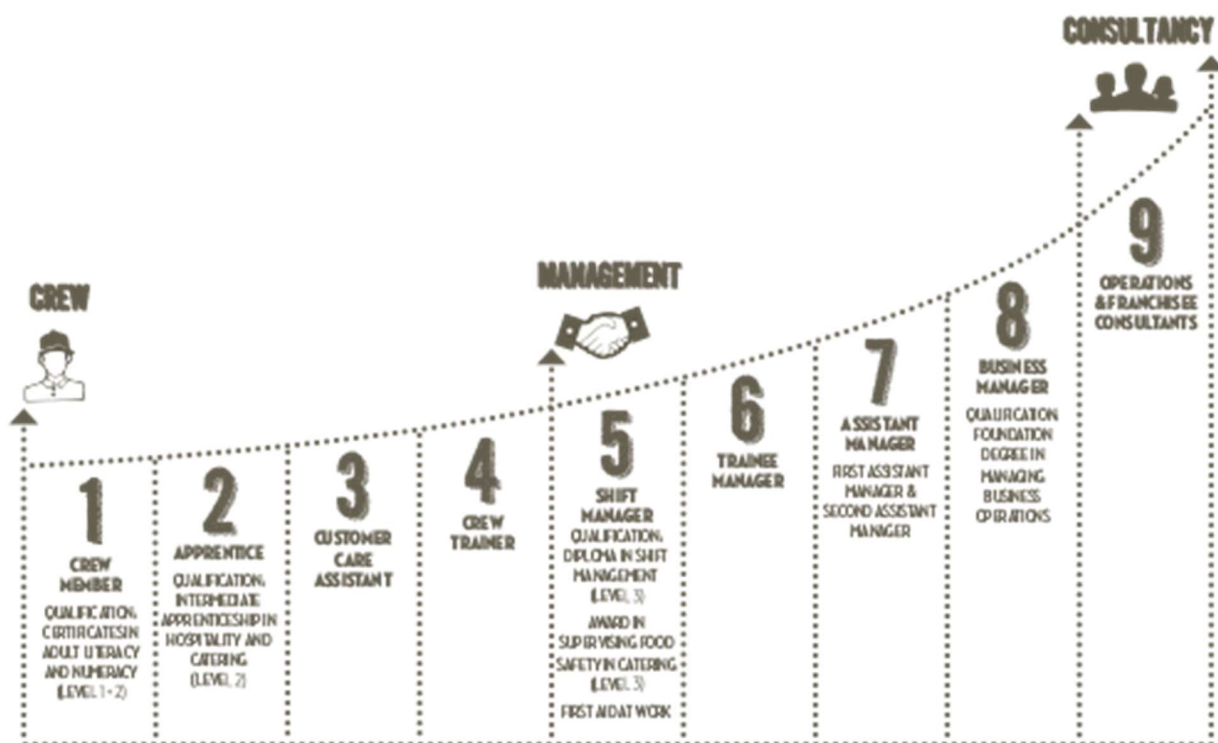 CONSULTANCY
MANAGEMENT
CREW
1
CREW
MEMBER
QUALIFICATION,
CERTIFICATES IN
ADULT LITERACY
AND NUMERACY
(LEVEL 1 + 2)
2
APPRENTICE
QUALIFICATION,
INTERMEDIATE
APPRENTICESHIP IN
HOSPITALITY AND
CATERING
(LEVEL 2)
3
CUSTOMER
CARE
ASSISTANT
4
CREW
TRAINER
5
SHIFT
MANAGER
QUALIFICATION,
DIPLOMA IN SHIFT
MANAGEMENT
(LEVEL 3)
AWARD IN
SUPERVISING FOOD
SAFETY IN CATERING
(LEVEL 3)
FIRST AID AT WORK
6
TRAINEE
MANAGER
7
ASSISTANT
MANAGER
FIRST ASSISTANT
MANAGER &
SECOND ASSISTANT
MANAGER
8
BUSINESS
MANAGER
QUALIFICATION
FOUNDATION
DEGREE IN
MANAGING
BUSINESS
OPERATIONS
9
OPERATIONS
& FRANCHISEE
CONSULTANTS